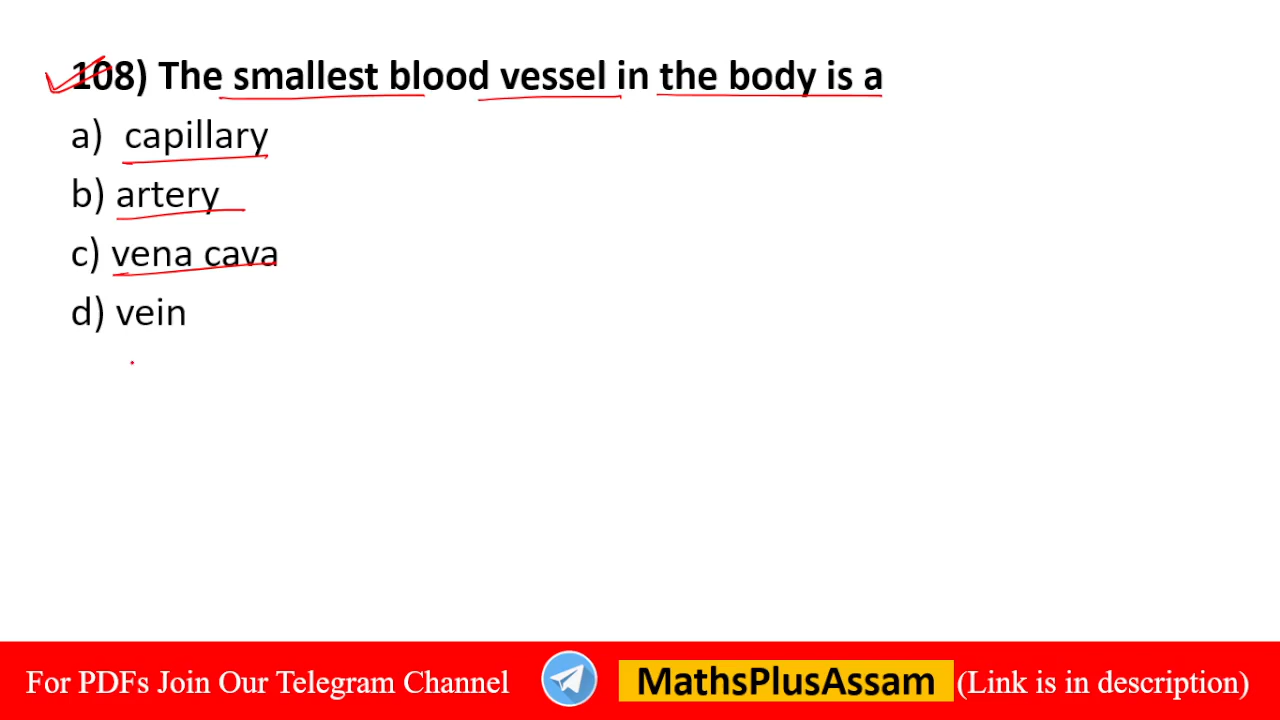 108) The smallest blood vessel in the body is a
a) capillary
b) artery
c) vena cava
d) vein
For PDFs Join Our Telegram Channel MathsPlusAssam (Link is in description)